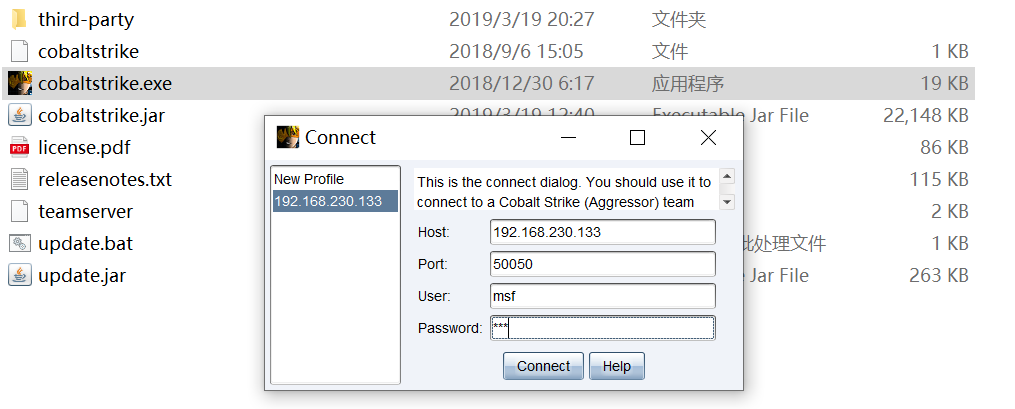 third-party 2019/3/19 20:27 文件夹
cobaltstrike 2018/9/6 15:05 文件 1 KB
cobaltstrike.exe 2018/12/30 6:17 应用程序 19 KB
cobaltstrike.jar 2019/3/19 12:40 Executable Jar File 22,148 KB
license.pdf 86 KB
releasenotes.txt 115 KB
teamserver 2 KB
update.bat 此处理文件 1 KB
update.jar Jar File 263 KB
Connect
New Profile
192.168.230.133
This is the connect dialog. You should use it to
connect to a Cobalt Strike (Aggressor) team
Host: 192.168.230.133
Port: 50050
User: msf
Password: ***
Connect Help